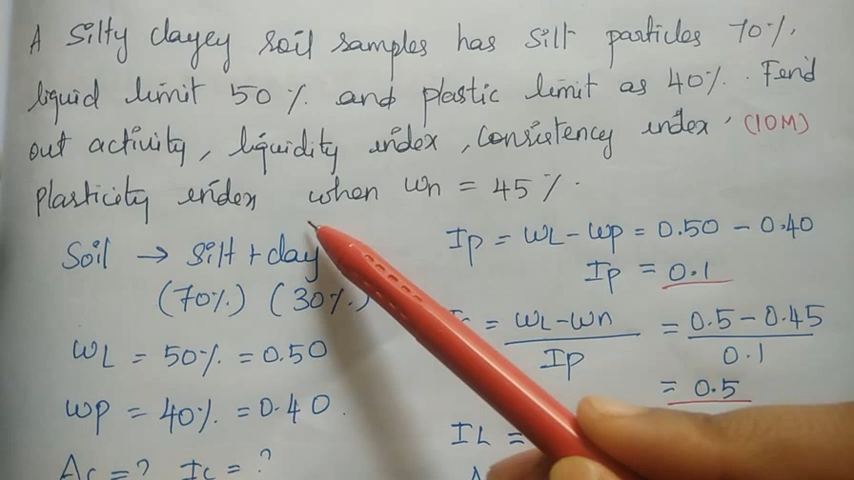 A Silty clayey soil samples has silt particles 70%.
liquid limit 50% and plastic limit as 40%. Fend
out activity, liquidity index, consistency index, (10M)
plasticity index when wn = 45%.
Soil → silt + clay
(70%) (30%)
wL = 50% = 0.50
wp = 40% = 0.40.
Ac = ? Ic = ?
Ip = wL - wp = 0.50 - 0.40
Ip = 0.1
= wL - wn / Ip = 0.5 - 0.45 / 0.1
= 0.5
IL =